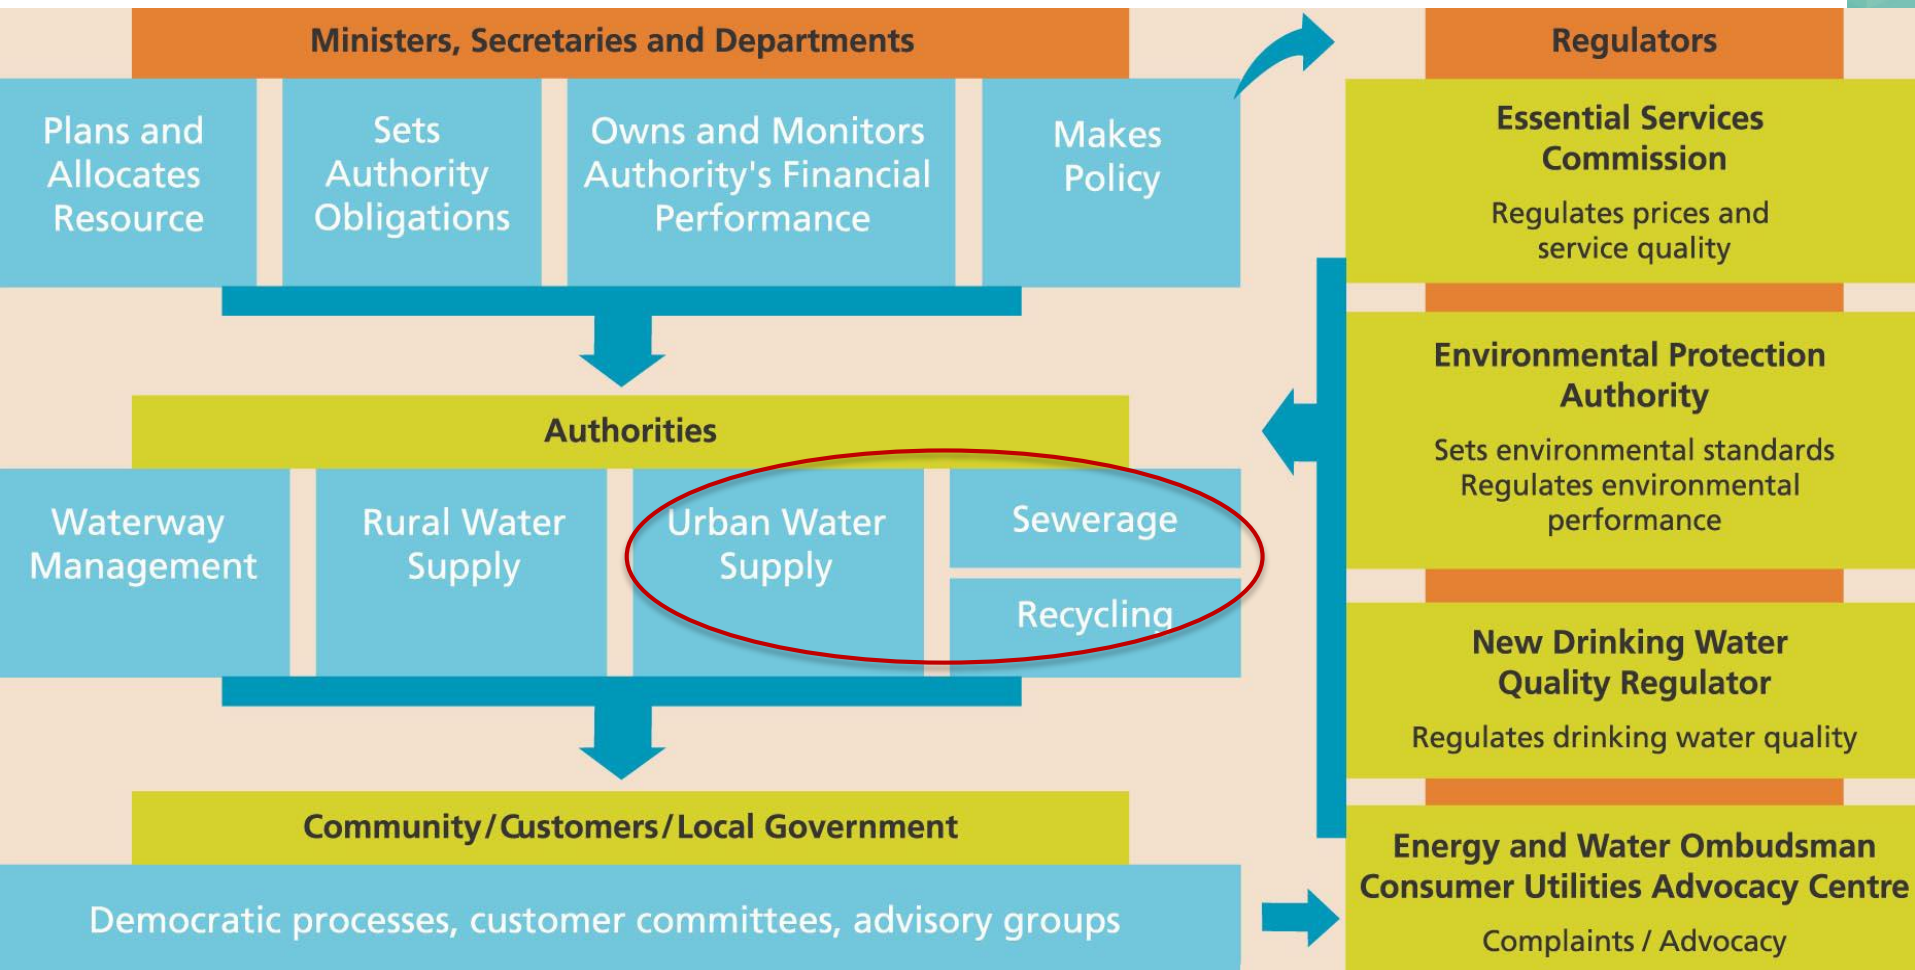 Ministers, Secretaries and Departments
Plans and
Allocates
Resource
Sets
Authority
Obligations
Owns and Monitors
Authority's Financial
Performance
Makes
Policy
Authorities
Waterway
Management
Rural Water
Supply
Urban Water
Supply
Sewerage
Recycling
Community/Customers/Local Government
Democratic processes, customer committees, advisory groups
Regulators
Essential Services
Commission
Regulates prices and
service quality
Environmental Protection
Authority
Sets environmental standards
Regulates environmental
performance
New Drinking Water
Quality Regulator
Regulates drinking water quality
Energy and Water Ombudsman
Consumer Utilities Advocacy Centre
Complaints / Advocacy